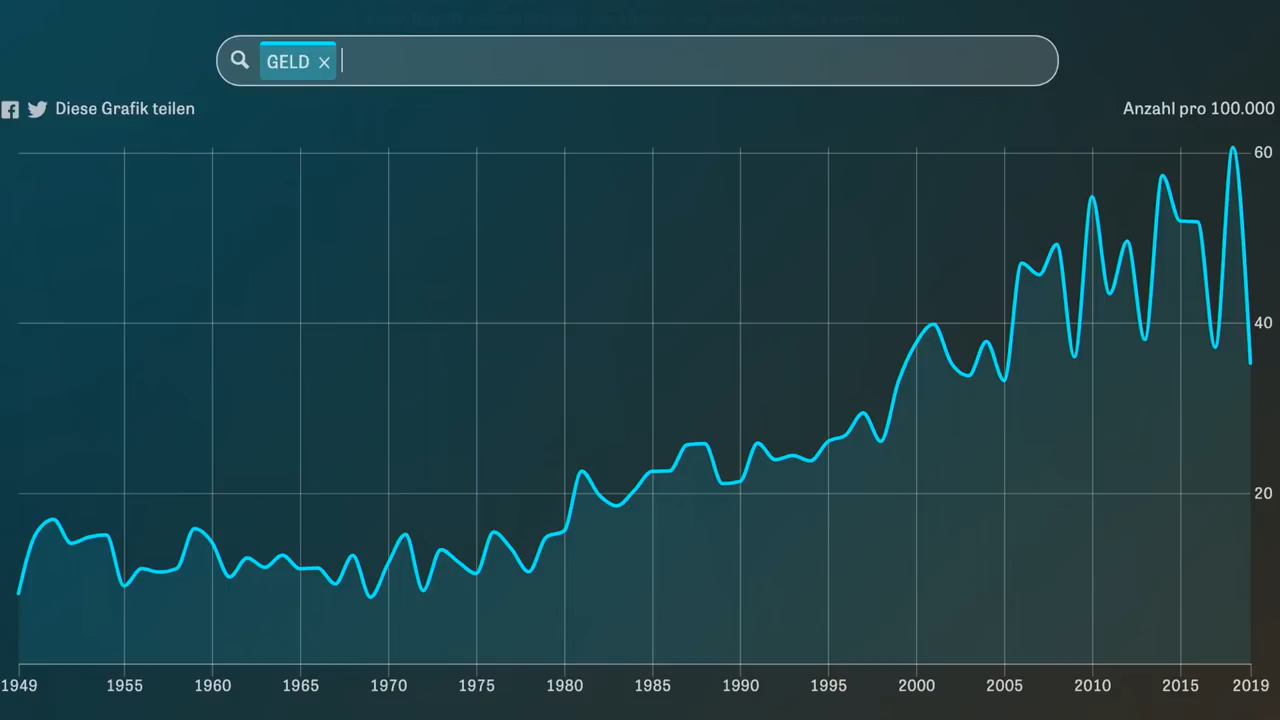 GELD ×
Diese Grafik teilen
Anzahl pro 100.000
60
40
20
1949 1955 1960 1965 1970 1975 1980 1985 1990 1995 2000 2005 2010 2015 2019